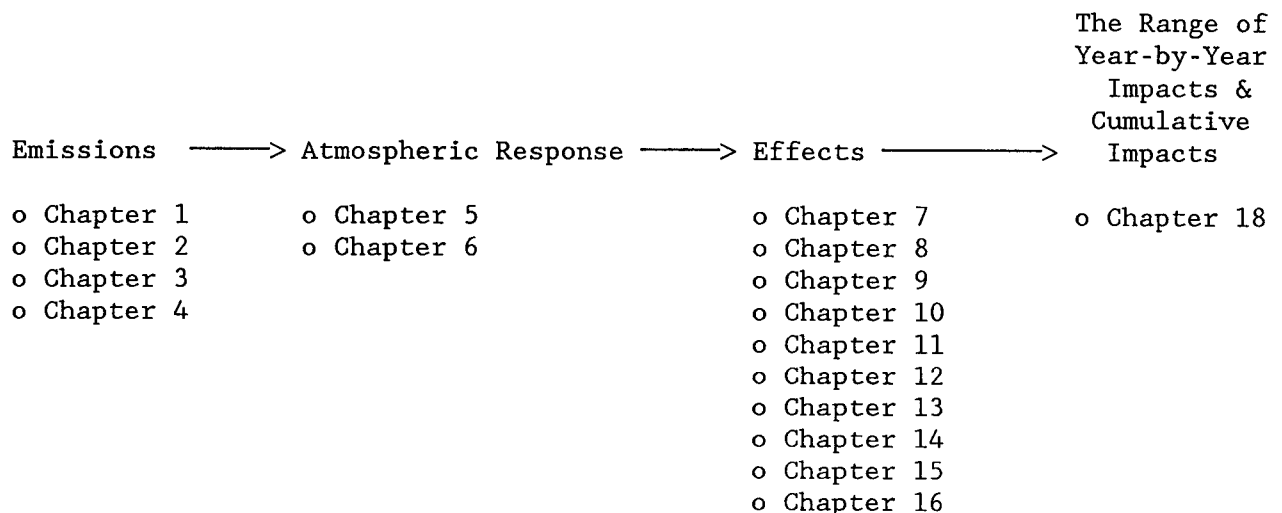 The Range of
Year-by-Year
Impacts &
Cumulative
Emissions ———> Atmospheric Response ———> Effects ———> Impacts
o Chapter 1 o Chapter 5 o Chapter 7 o Chapter 18
o Chapter 2 o Chapter 6 o Chapter 8
o Chapter 3 o Chapter 9
o Chapter 4 o Chapter 10
o Chapter 11
o Chapter 12
o Chapter 13
o Chapter 14
o Chapter 15
o Chapter 16